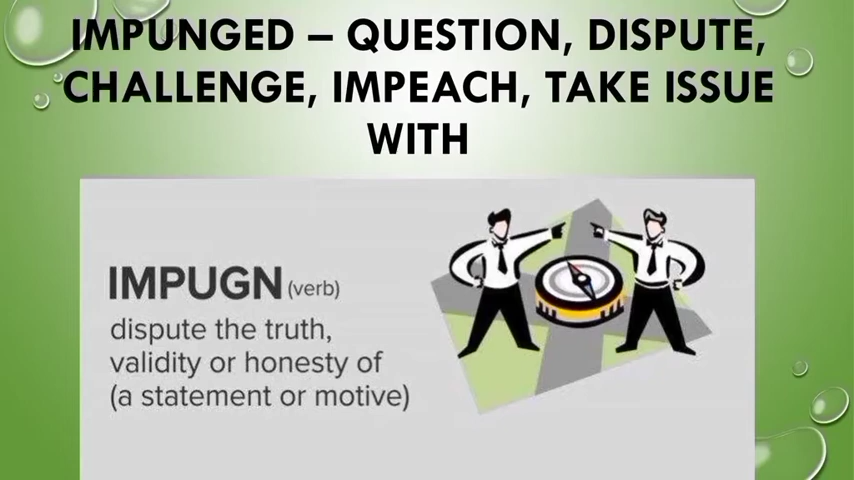 IMPUNGED – QUESTION, DISPUTE,
CHALLENGE, IMPEACH, TAKE ISSUE
WITH
IMPUGN (verb)
dispute the truth,
validity or honesty of
(a statement or motive)